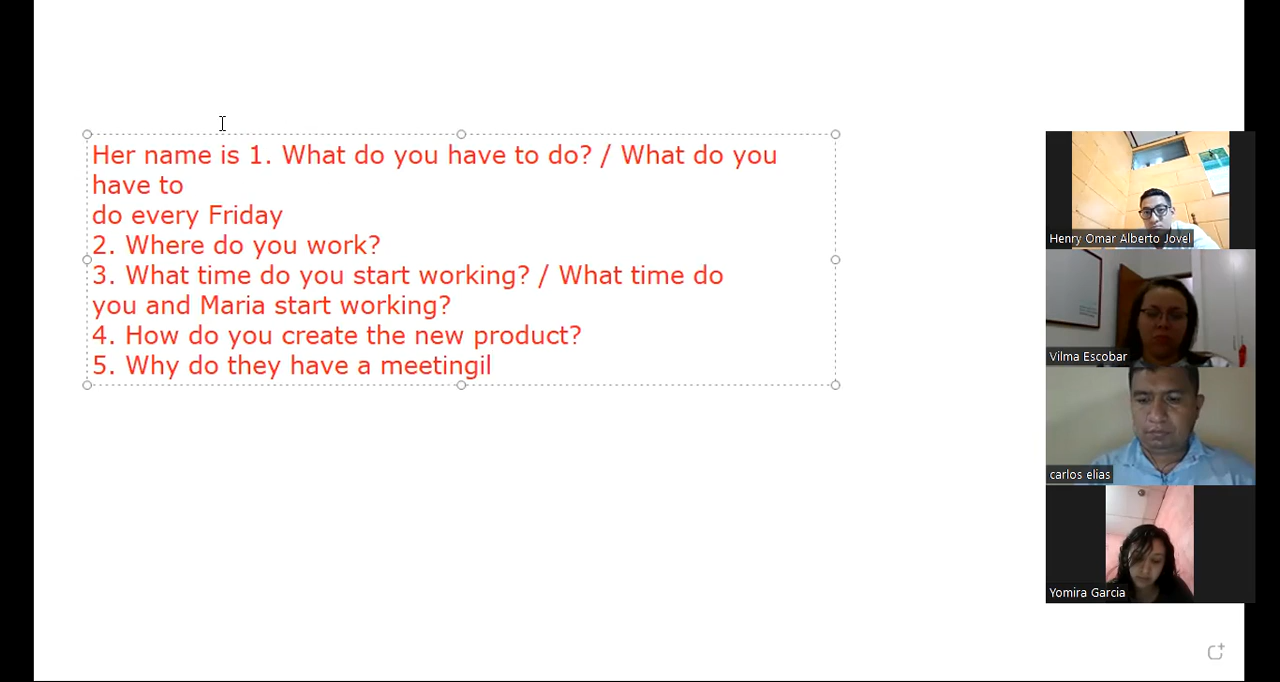 Her name is 1. What do you have to do? / What do you
have to
do every Friday
2. Where do you work?
3. What time do you start working? / What time do
you and Maria start working?
4. How do you create the new product?
5. Why do they have a meetingil
Henry Omar Alberto Jovel
Vilma Escobar
carlos elias
Yomira Garcia